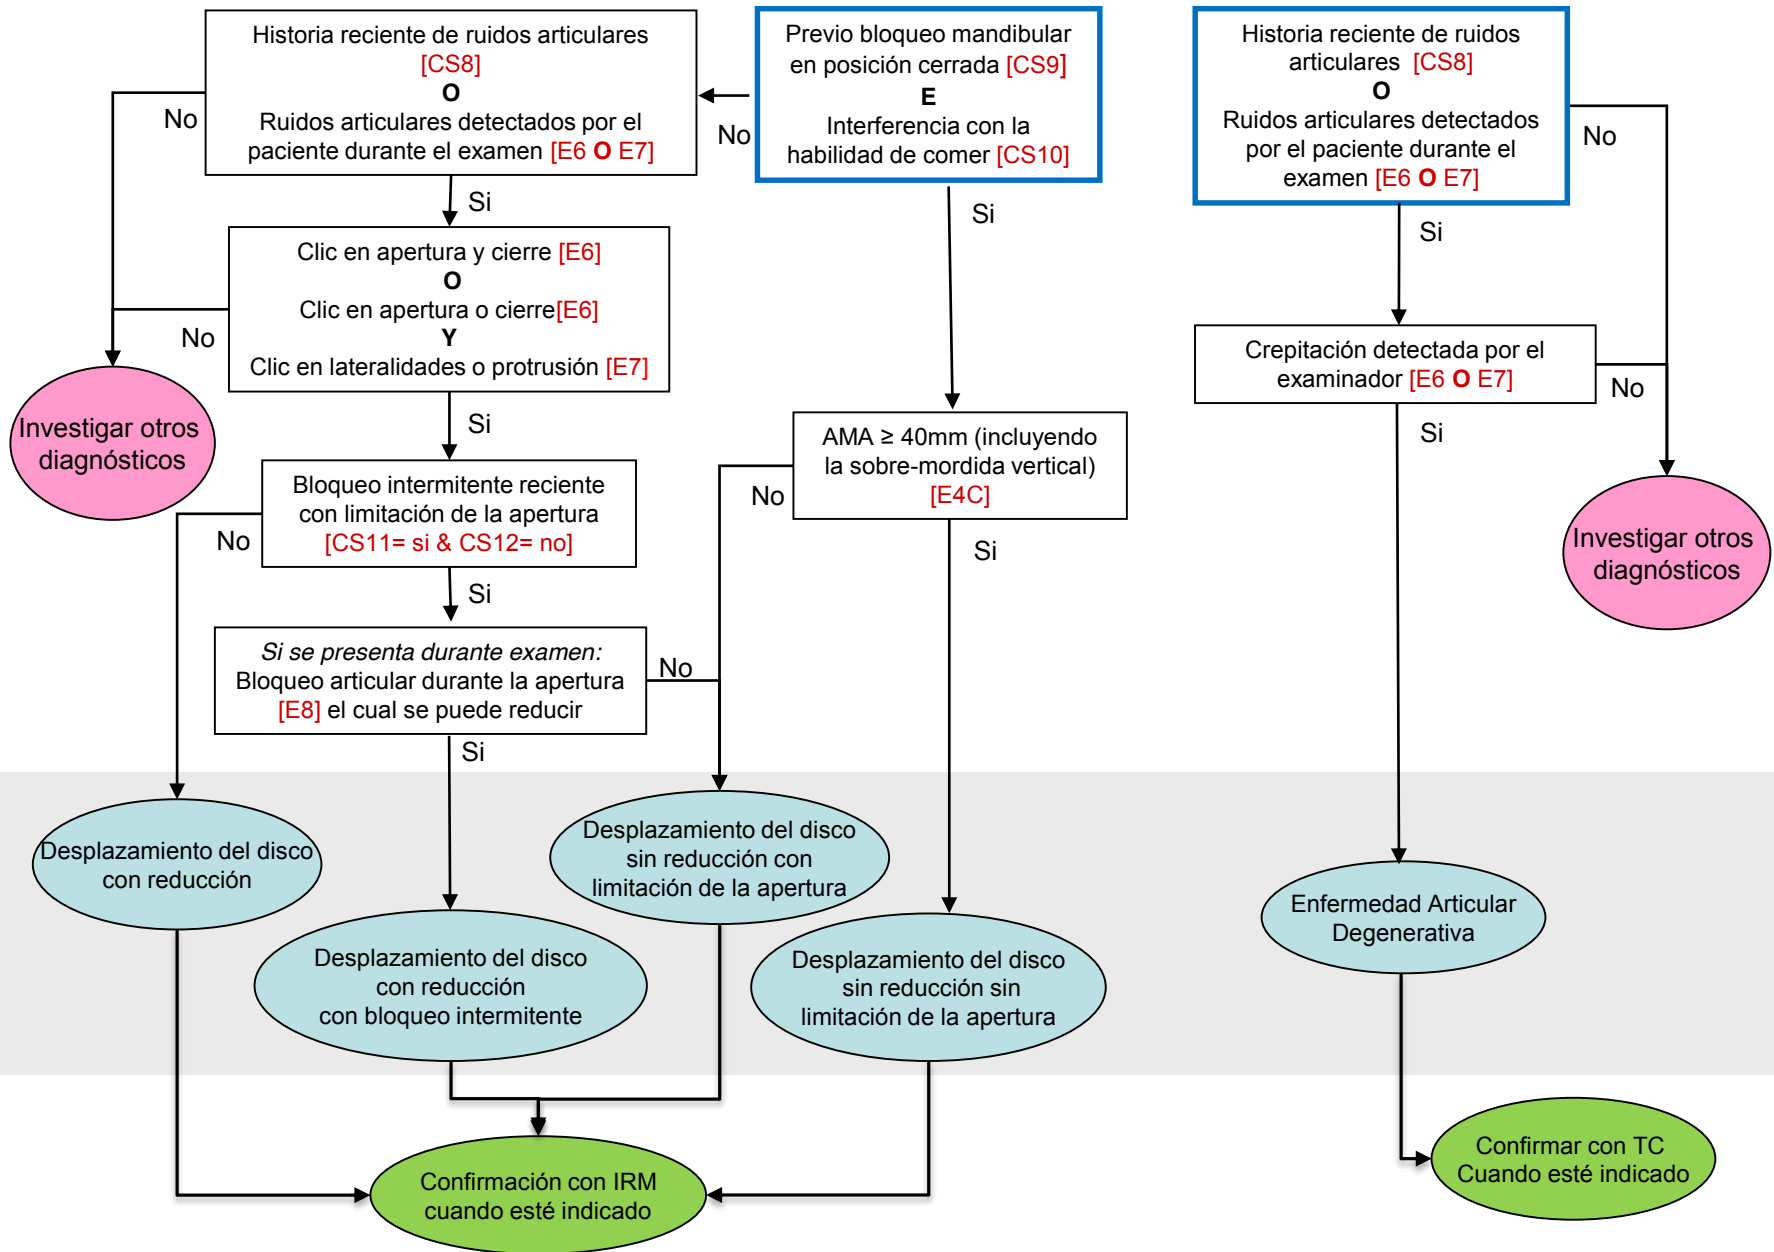 Historia reciente de ruidos articulares
[CS8]
O
Ruidos articulares detectados por el
paciente durante el examen [E6 O E7]
No
Si
Previo bloqueo mandibular
en posición cerrada [CS9]
E
Interferencia con la
habilidad de comer [CS10]
No
Si
Historia reciente de ruidos
articulares [CS8]
O
Ruidos articulares detectados
por el paciente durante el
examen [E6 O E7]
No
Si
Clic en apertura y cierre [E6]
O
Clic en apertura o cierre[E6]
Y
Clic en lateralidades o protrusión [E7]
No
Si
Crepitación detectada por el
examinador [E6 O E7]
No
Si
Investigar otros
diagnósticos
AMA ≥ 40mm (incluyendo
la sobre-mordida vertical)
[E4C]
No
Si
Bloqueo intermitente reciente
con limitación de la apertura
[CS11= si & CS12= no]
No
Si
Investigar otros
diagnósticos
Si se presenta durante examen:
Bloqueo articular durante la apertura
[E8] el cual se puede reducir
No
Si
Desplazamiento del disco
con reducción
Desplazamiento del disco
sin reducción con
limitación de la apertura
Desplazamiento del disco
con reducción
con bloqueo intermitente
Desplazamiento del disco
sin reducción sin
limitación de la apertura
Enfermedad Articular
Degenerativa
Confirmación con IRM
cuando esté indicado
Confirmar con TC
Cuando esté indicado